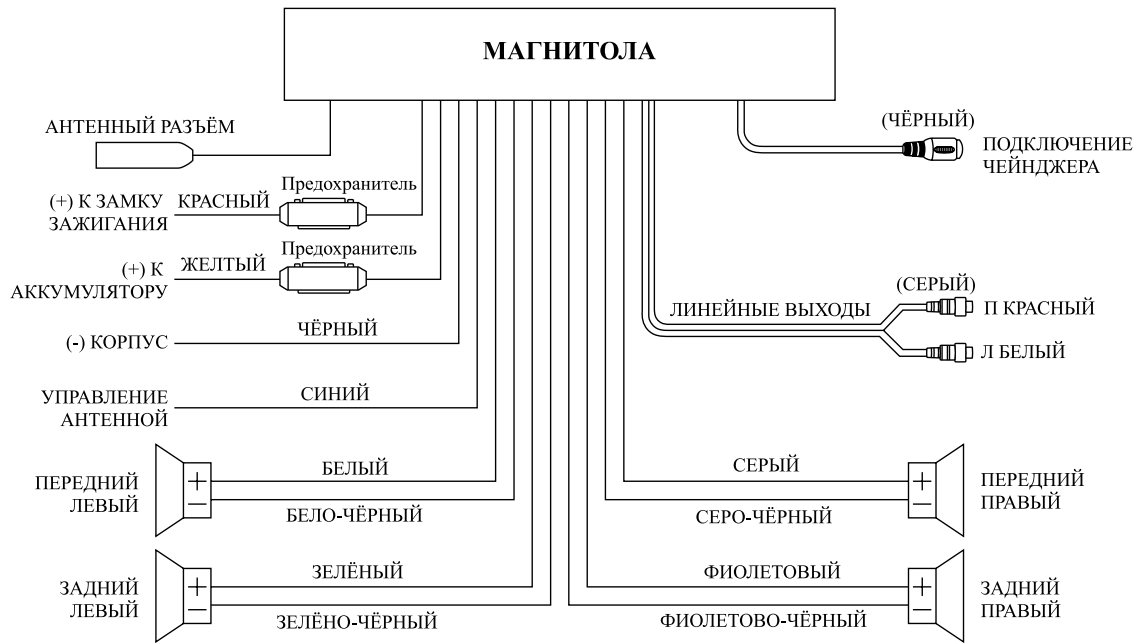 МАГНИТОЛА
АНТЕННЫЙ РАЗЪЁМ
(ЧЁРНЫЙ)
ПОДКЛЮЧЕНИЕ
ЧЕЙНДЖЕРА
(+) К ЗАМКУ
ЗАЖИГАНИЯ
КРАСНЫЙ
Предохранитель
(+) К
АККУМУЛЯТОРУ
ЖЕЛТЫЙ
Предохранитель
(СЕРЫЙ)
ЛИНЕЙНЫЕ ВЫХОДЫ
П КРАСНЫЙ
Л БЕЛЫЙ
(-) КОРПУС
ЧЁРНЫЙ
УПРАВЛЕНИЕ
АНТЕННОЙ
СИНИЙ
ПЕРЕДНИЙ
ЛЕВЫЙ
+
−
БЕЛЫЙ
БЕЛО-ЧЁРНЫЙ
СЕРЫЙ
СЕРО-ЧЁРНЫЙ
+
−
ПЕРЕДНИЙ
ПРАВЫЙ
ЗАДНИЙ
ЛЕВЫЙ
+
−
ЗЕЛЁНЫЙ
ЗЕЛЁНО-ЧЁРНЫЙ
ФИОЛЕТОВЫЙ
ФИОЛЕТОВО-ЧЁРНЫЙ
+
−
ЗАДНИЙ
ПРАВЫЙ